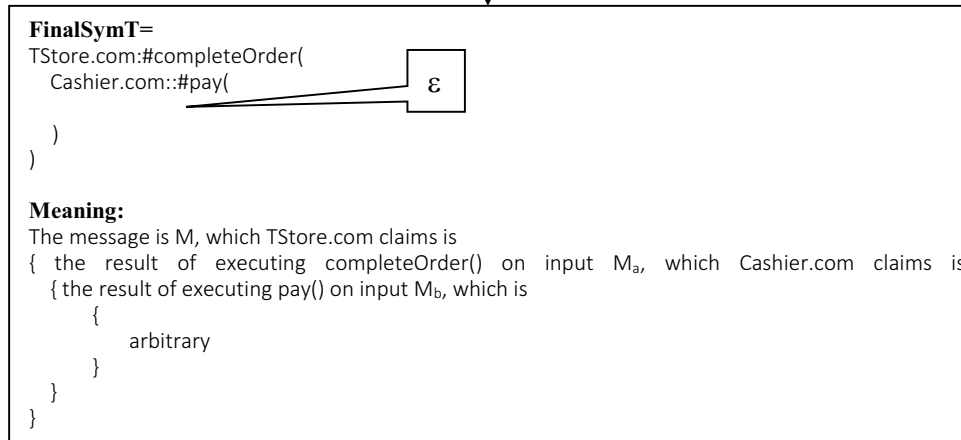 FinalSymT=
TStore.com:#completeOrder(
Cashier.com::#pay(
ε
)
)
Meaning:
The message is M, which TStore.com claims is
{ the result of executing completeOrder() on input Ma, which Cashier.com claims is
{ the result of executing pay() on input Mb, which is
{
arbitrary
}
}
}